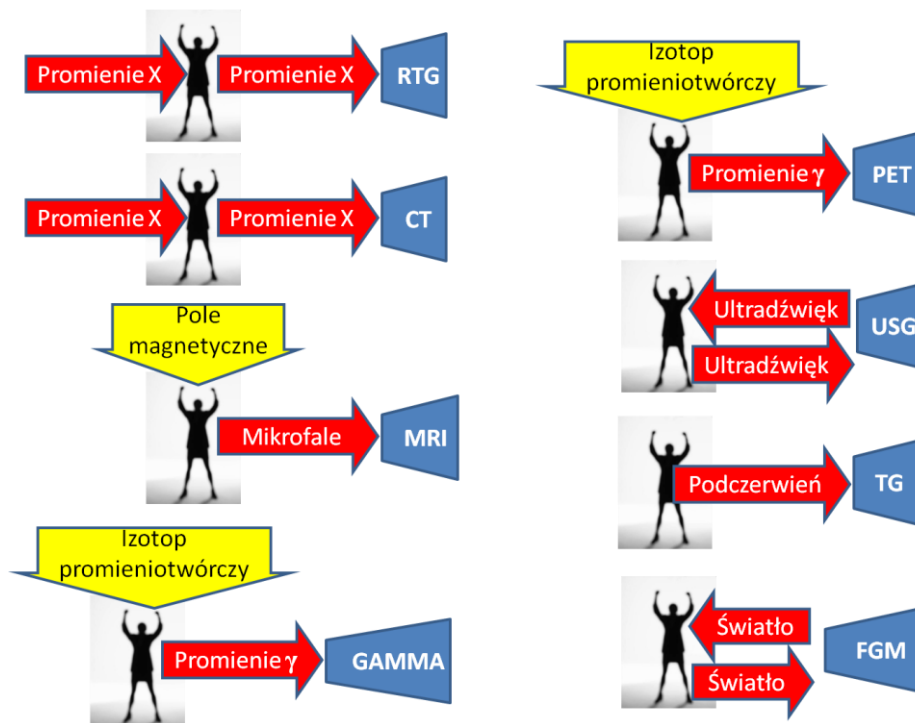 Promienie X
Promienie X
RTG
Promienie X
Promienie X
CT
Pole
magnetyczne
Mikrofale
MRI
Izotop
promieniotwórczy
Promienie γ
GAMMA
Izotop
promieniotwórczy
Promienie γ
PET
Ultradźwięk
USG
Ultradźwięk
Podczerwień
TG
Światło
FGM
Światło